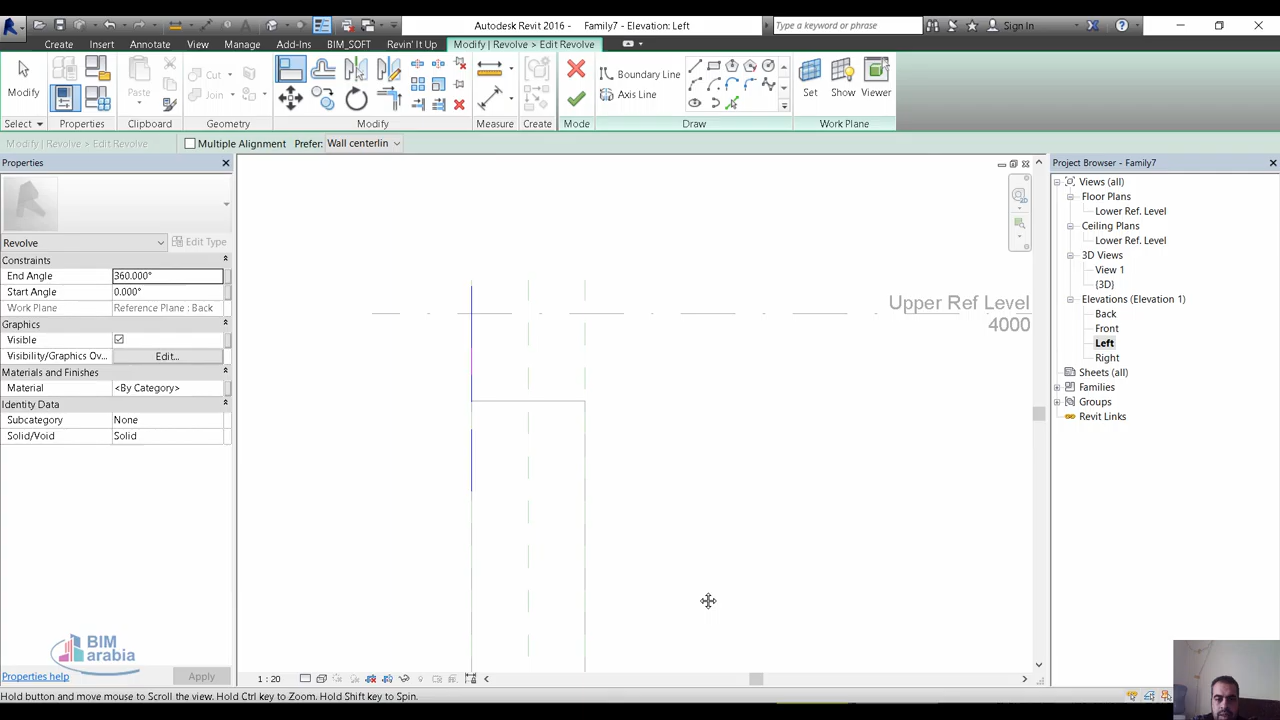 Autodesk Revit 2016 - Family7 - Elevation: Left
Type a keyword or phrase
Sign In
Create Insert Annotate View Manage Add-Ins BIM_SOFT Revin' It Up Modify | Revolve > Edit Revolve
Modify
Paste
Cut
Join
Boundary Line
Axis Line
Set Show Viewer
Select Properties Clipboard Geometry Modify Measure Create Mode Draw Work Plane
Modify | Revolve > Edit Revolve
Multiple Alignment Prefer: Wall centerlin
Properties
Revolve
Edit Type
Constraints
End Angle 360.000°
Start Angle 0.000°
Work Plane Reference Plane : Back
Graphics
Visible
Visibility/Graphics Ov... Edit...
Materials and Finishes
Material <By Category>
Identity Data
Subcategory None
Solid/Void Solid
BIM
arabia
Properties help Apply
Upper Ref Level
4000
1 : 20
Project Browser - Family7
Views (all)
Floor Plans
Lower Ref. Level
Ceiling Plans
Lower Ref. Level
3D Views
View 1
{3D}
Elevations (Elevation 1)
Back
Front
Left
Right
Sheets (all)
Families
Groups
Revit Links
Hold button and move mouse to Scroll the view. Hold Ctrl key to Zoom. Hold Shift key to Spin.